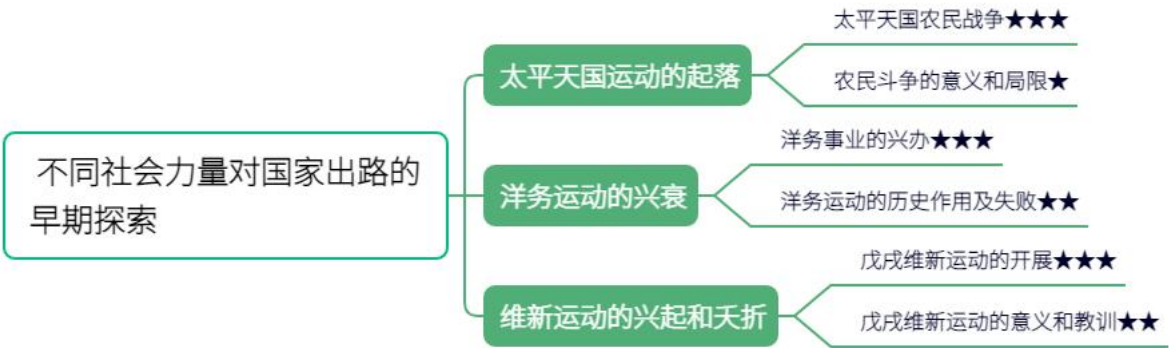 不同社会力量对国家出路的
早期探索
太平天国运动的起落
太平天国农民战争★★★
农民斗争的意义和局限★
洋务运动的兴衰
洋务事业的兴办★★★
洋务运动的历史作用及失败★★
维新运动的兴起和夭折
戊戌维新运动的开展★★★
戊戌维新运动的意义和教训★★